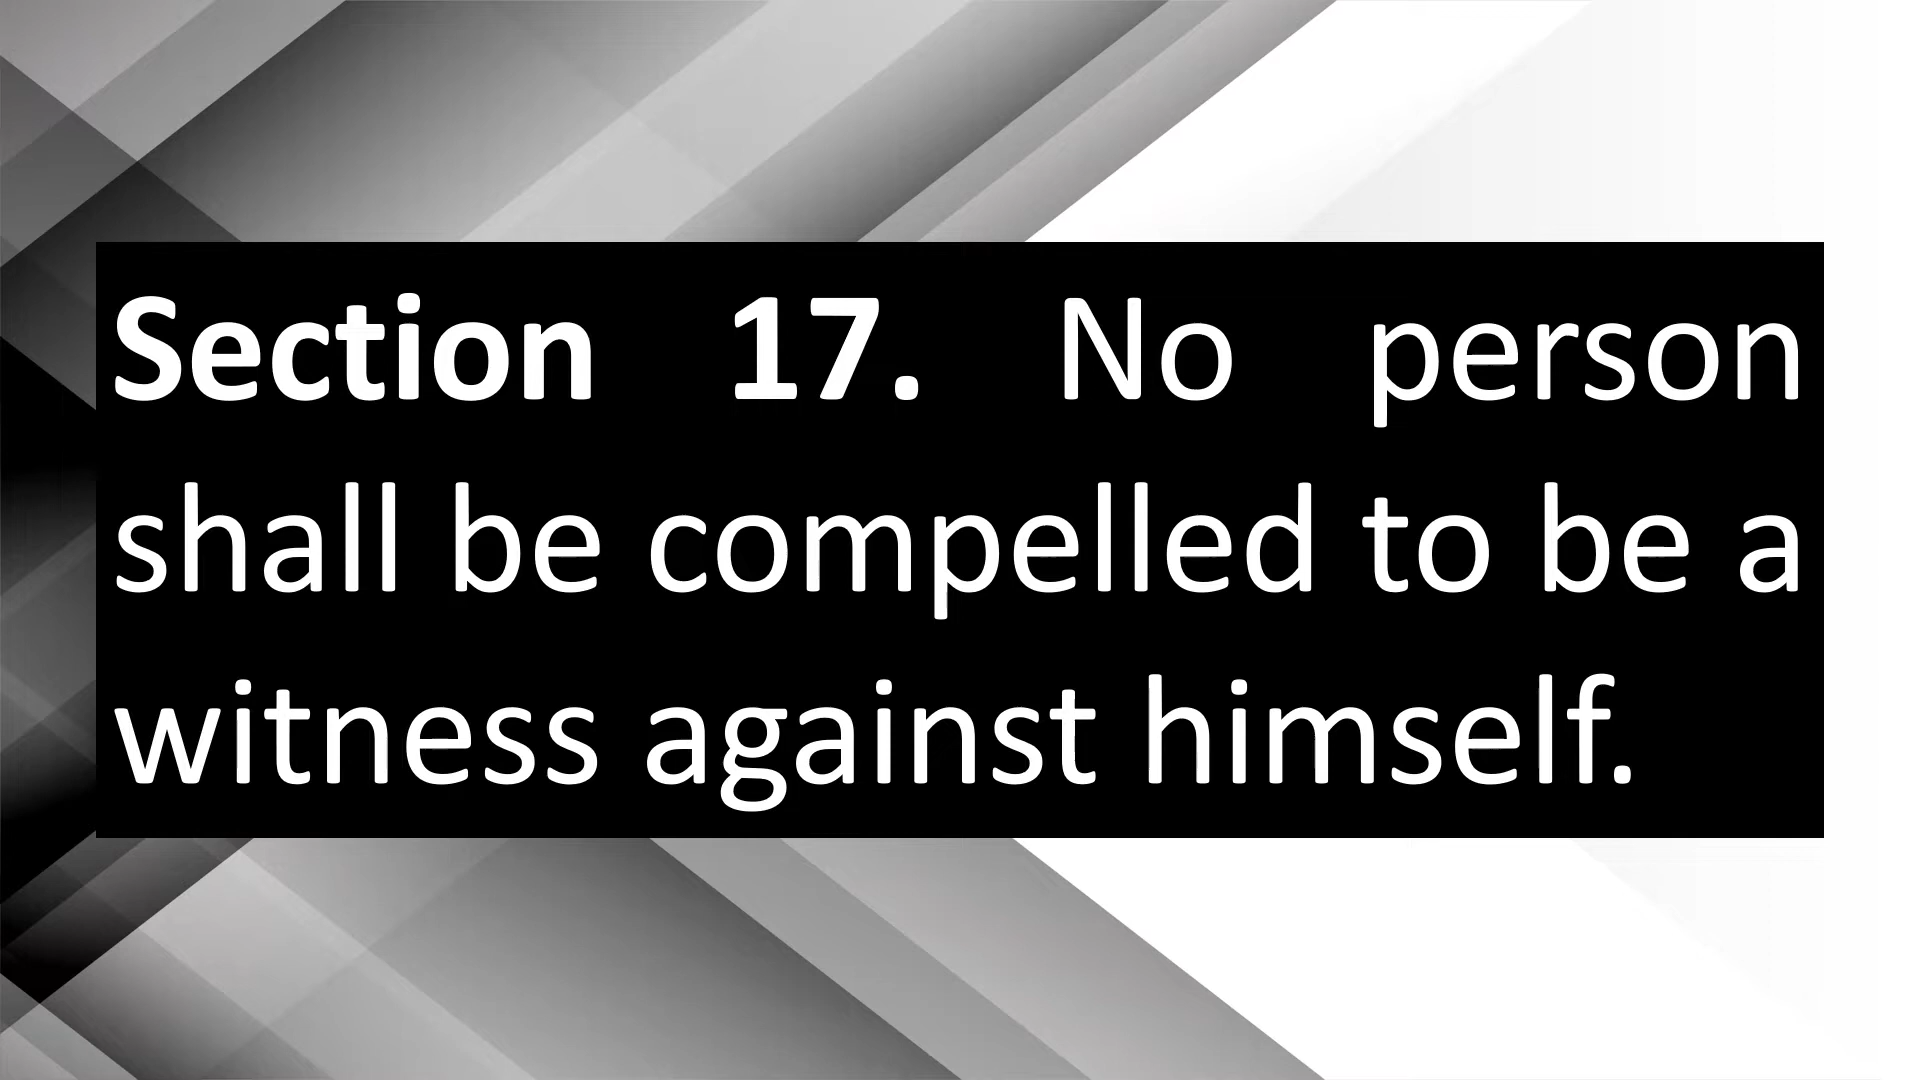 Section 17. No person
shall be compelled to be a
witness against himself.